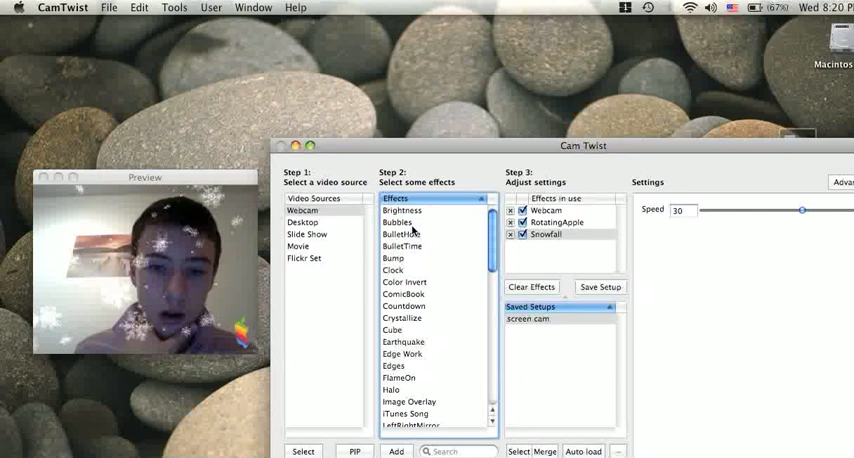 CamTwist File Edit Tools User Window Help (67%) Wed 8:20
Macintos
Cam Twist
Preview
Step 1:
Select a video source
Video Sources
Webcam
Desktop
Slide Show
Movie
Flickr Set
Select
PIP
Step 2:
Select some effects
Effects
Brightness
Bubbles
BulletHole
BulletTime
Bump
Clock
Color Invert
ComicBook
Countdown
Crystallize
Cube
Earthquake
Edge Work
Edges
FlameOn
Halo
Image Overlay
iTunes Song
LeftRightMirror
Add
Search
Step 3:
Adjust settings
Effects in use
Webcam
RotatingApple
Snowfall
Clear Effects Save Setup
Saved Setups
screen cam
Select Merge Auto load
Settings
Advar
Speed 30